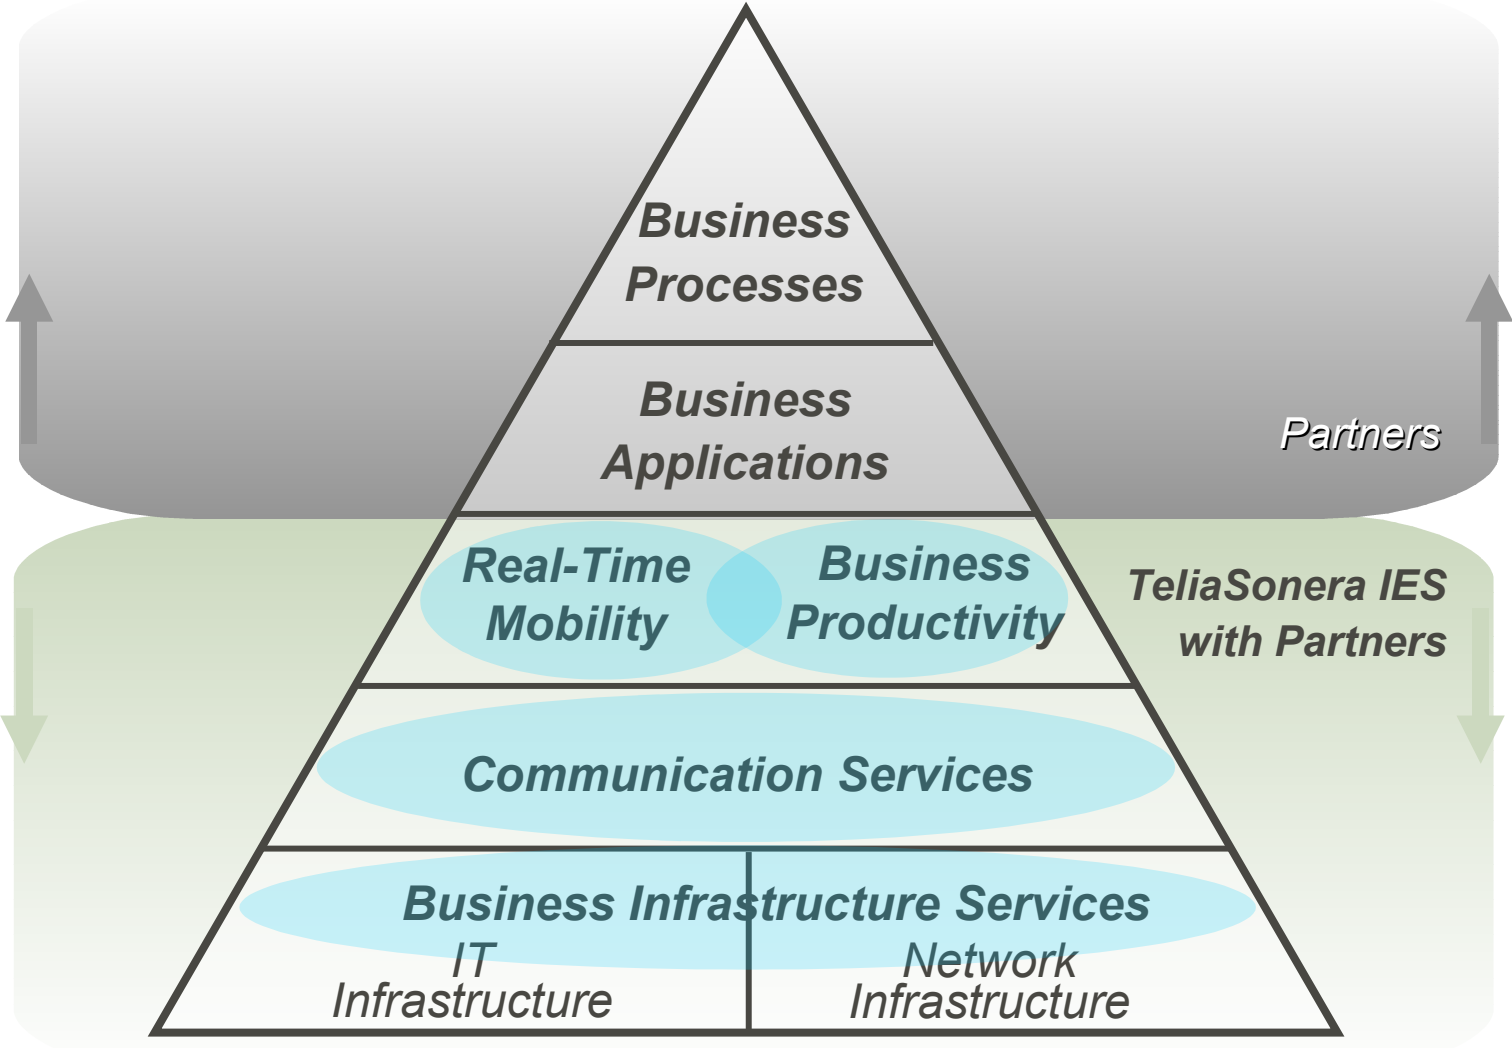 Business
Processes
Business
Applications
Partners
Real-Time
Mobility
Business
Productivity
TeliaSonera IES
with Partners
Communication Services
Business Infrastructure Services
IT
Infrastructure
Network
Infrastructure